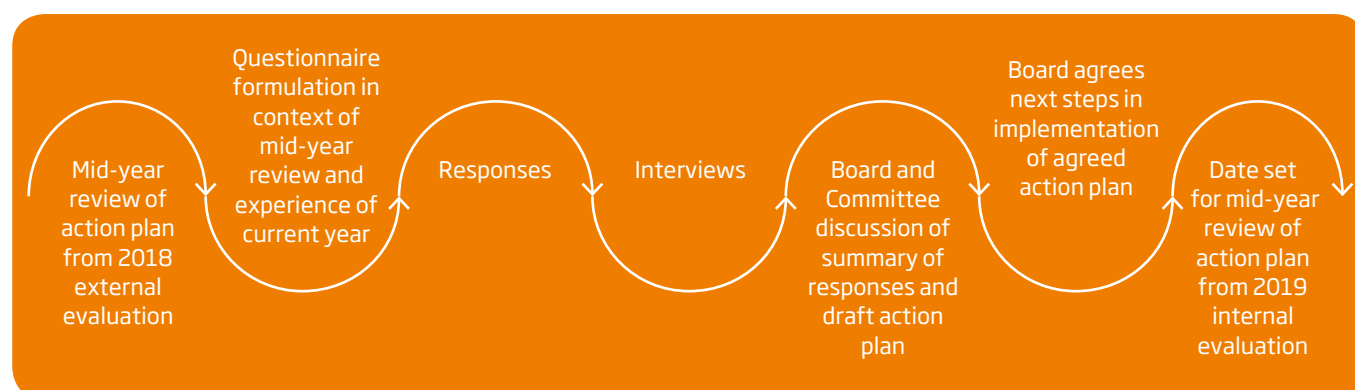 Mid-year
review of
action plan
from 2018
external
evaluation
Questionnaire
formulation in
context of
mid-year
review and
experience of
current year
Responses
Interviews
Board and
Committee
discussion of
summary of
responses and
draft action
plan
Board agrees
next steps in
implementation
of agreed
action plan
Date set
for mid-year
review of
action plan
from 2019
internal
evaluation